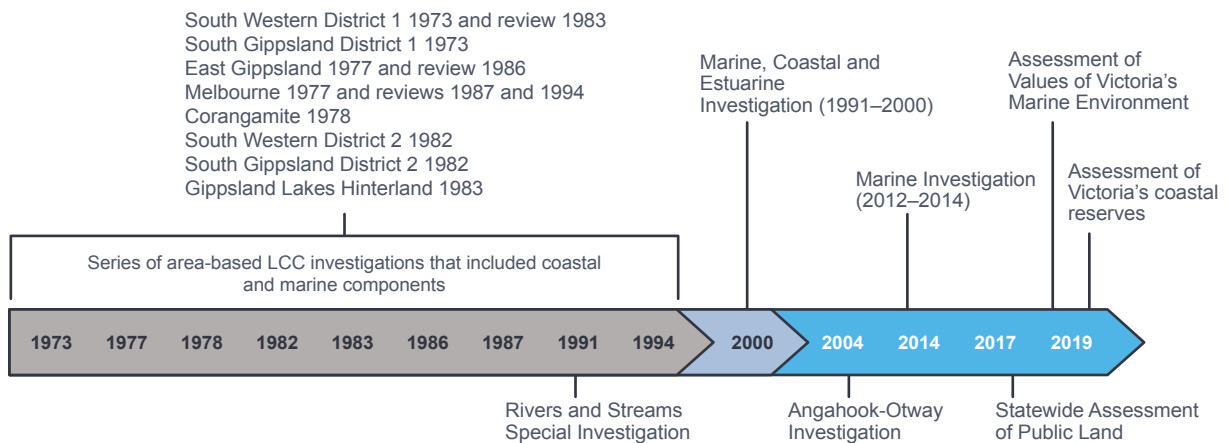 South Western District 1 1973 and review 1983
South Gippsland District 1 1973
East Gippsland 1977 and review 1986
Melbourne 1977 and reviews 1987 and 1994
Corangamite 1978
South Western District 2 1982
South Gippsland District 2 1982
Gippsland Lakes Hinterland 1983
Marine, Coastal and
Estuarine
Investigation (1991–2000)
Assessment of
Values of Victoria's
Marine Environment
Marine Investigation
(2012–2014)
Assessment of
Victoria's coastal
reserves
Series of area-based LCC investigations that included coastal
and marine components
1973 1977 1978 1982 1983 1986 1987 1991 1994 2000 2004 2014 2017 2019
Rivers and Streams
Special Investigation
Angahook-Otway
Investigation
Statewide Assessment
of Public Land